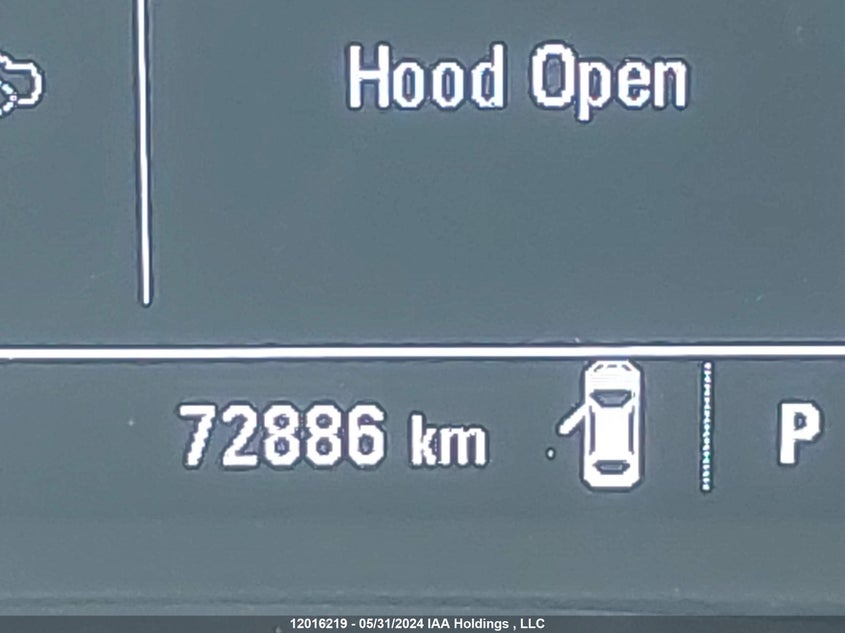 Hood Open
72886 km
P
12016219 - 05/31/2024 IAA Holdings , LLC